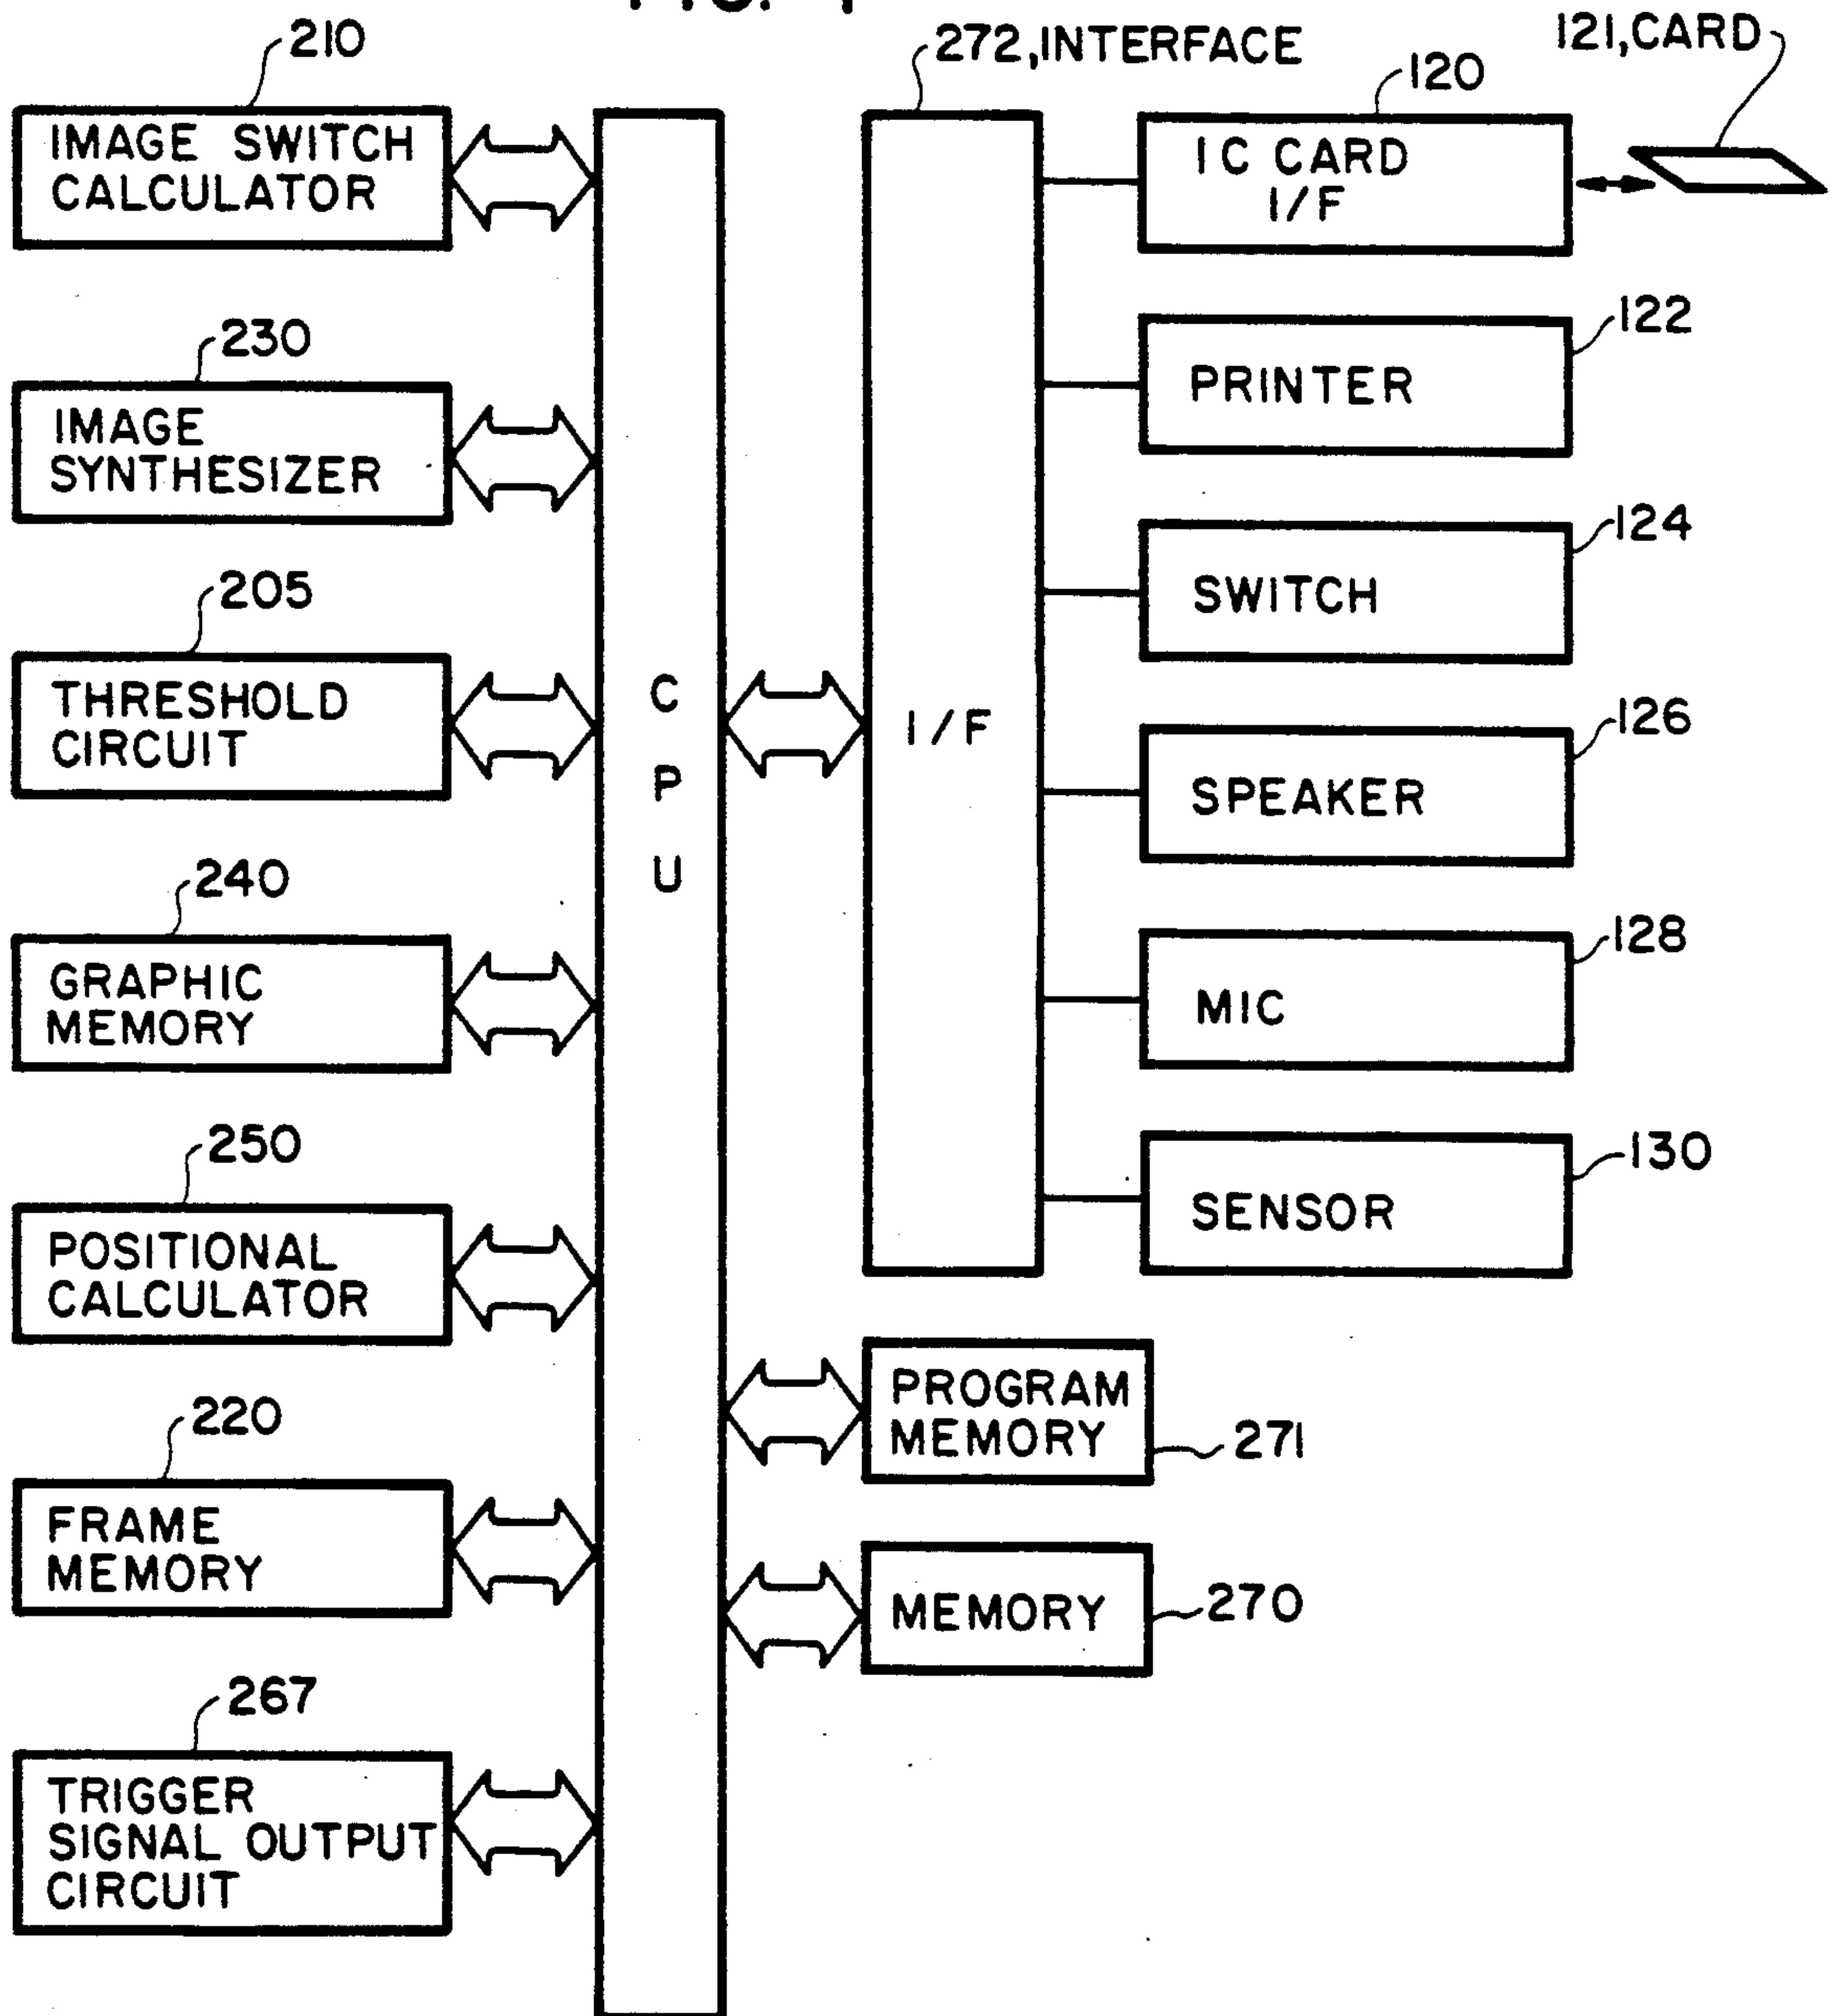 210
272,INTERFACE
121,CARD
120
IMAGE SWITCH
CALCULATOR
IC CARD
I/F
230
122
IMAGE
SYNTHESIZER
PRINTER
205
124
THRESHOLD
CIRCUIT
SWITCH
C
P
U
I/F
126
SPEAKER
240
GRAPHIC
MEMORY
128
MIC
250
POSITIONAL
CALCULATOR
130
SENSOR
220
FRAME
MEMORY
PROGRAM
MEMORY
271
MEMORY
270
267
TRIGGER
SIGNAL OUTPUT
CIRCUIT